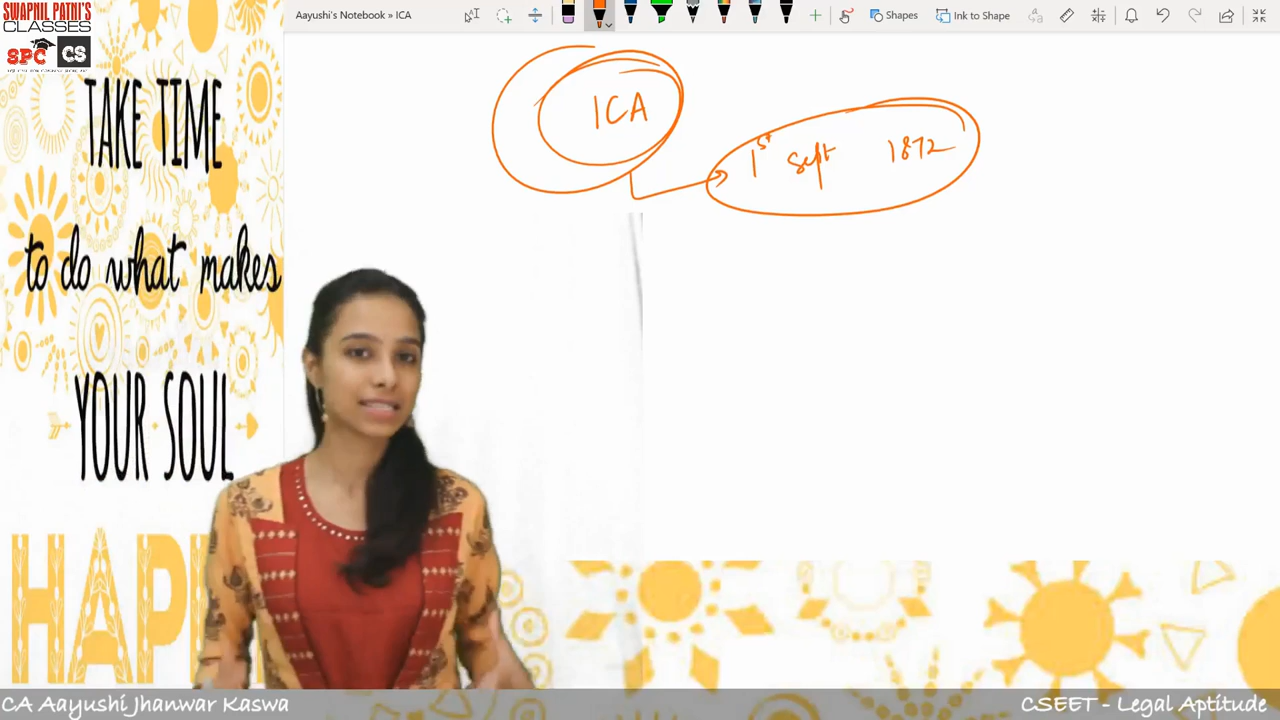 SWAPNIL PATNI'S
CLASSES
SPC CS
TAKE TIME
to do what makes
YOUR SOUL
Aayushi's Notebook » ICA
Shapes
Ink to Shape
ICA
1st Sept 1872
CA Aayushi Jhanwar Kaswa
CSEET - Legal Aptitude